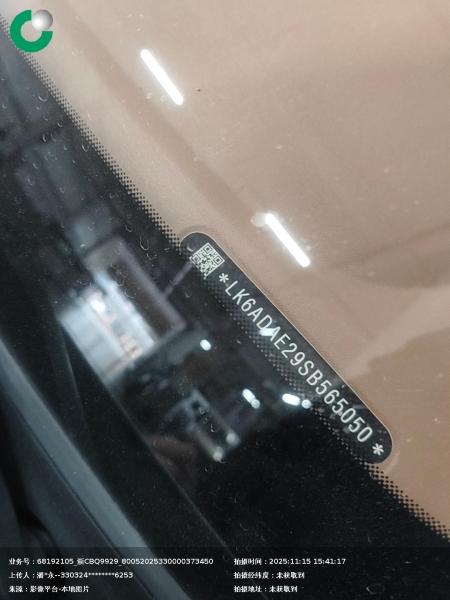 *LK6ADAE29SB565050*
业务号：68192105_浙CBQ9929_80052025330000373450
拍摄时间：2025:11:15 15:41:17
上传人：潘*永--330324********6253
拍摄经纬度：未获取到
来源：影像平台-本地图片
拍摄地址：未获取到